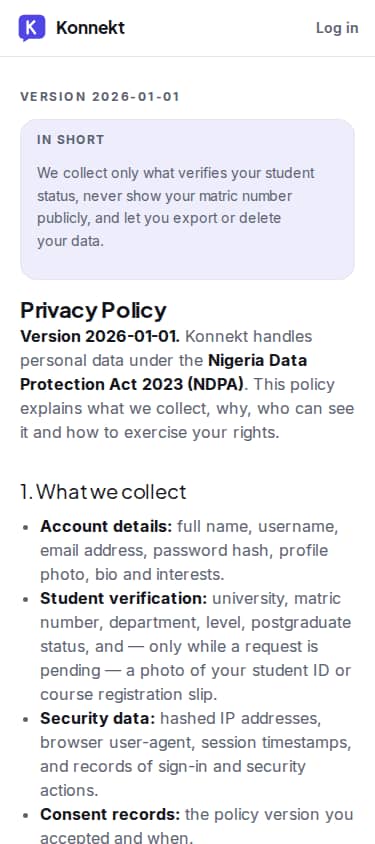 Konnekt
Log in
VERSION 2026-01-01
IN SHORT
We collect only what verifies your student
status, never show your matric number
publicly, and let you export or delete
your data.
Privacy Policy
Version 2026-01-01. Konnekt handles
personal data under the Nigeria Data
Protection Act 2023 (NDPA). This policy
explains what we collect, why, who can see
it and how to exercise your rights.
1. What we collect
• Account details: full name, username,
email address, password hash, profile
photo, bio and interests.
• Student verification: university, matric
number, department, level, postgraduate
status, and — only while a request is
pending — a photo of your student ID or
course registration slip.
• Security data: hashed IP addresses,
browser user-agent, session timestamps,
and records of sign-in and security
actions.
• Consent records: the policy version you
accepted and when.